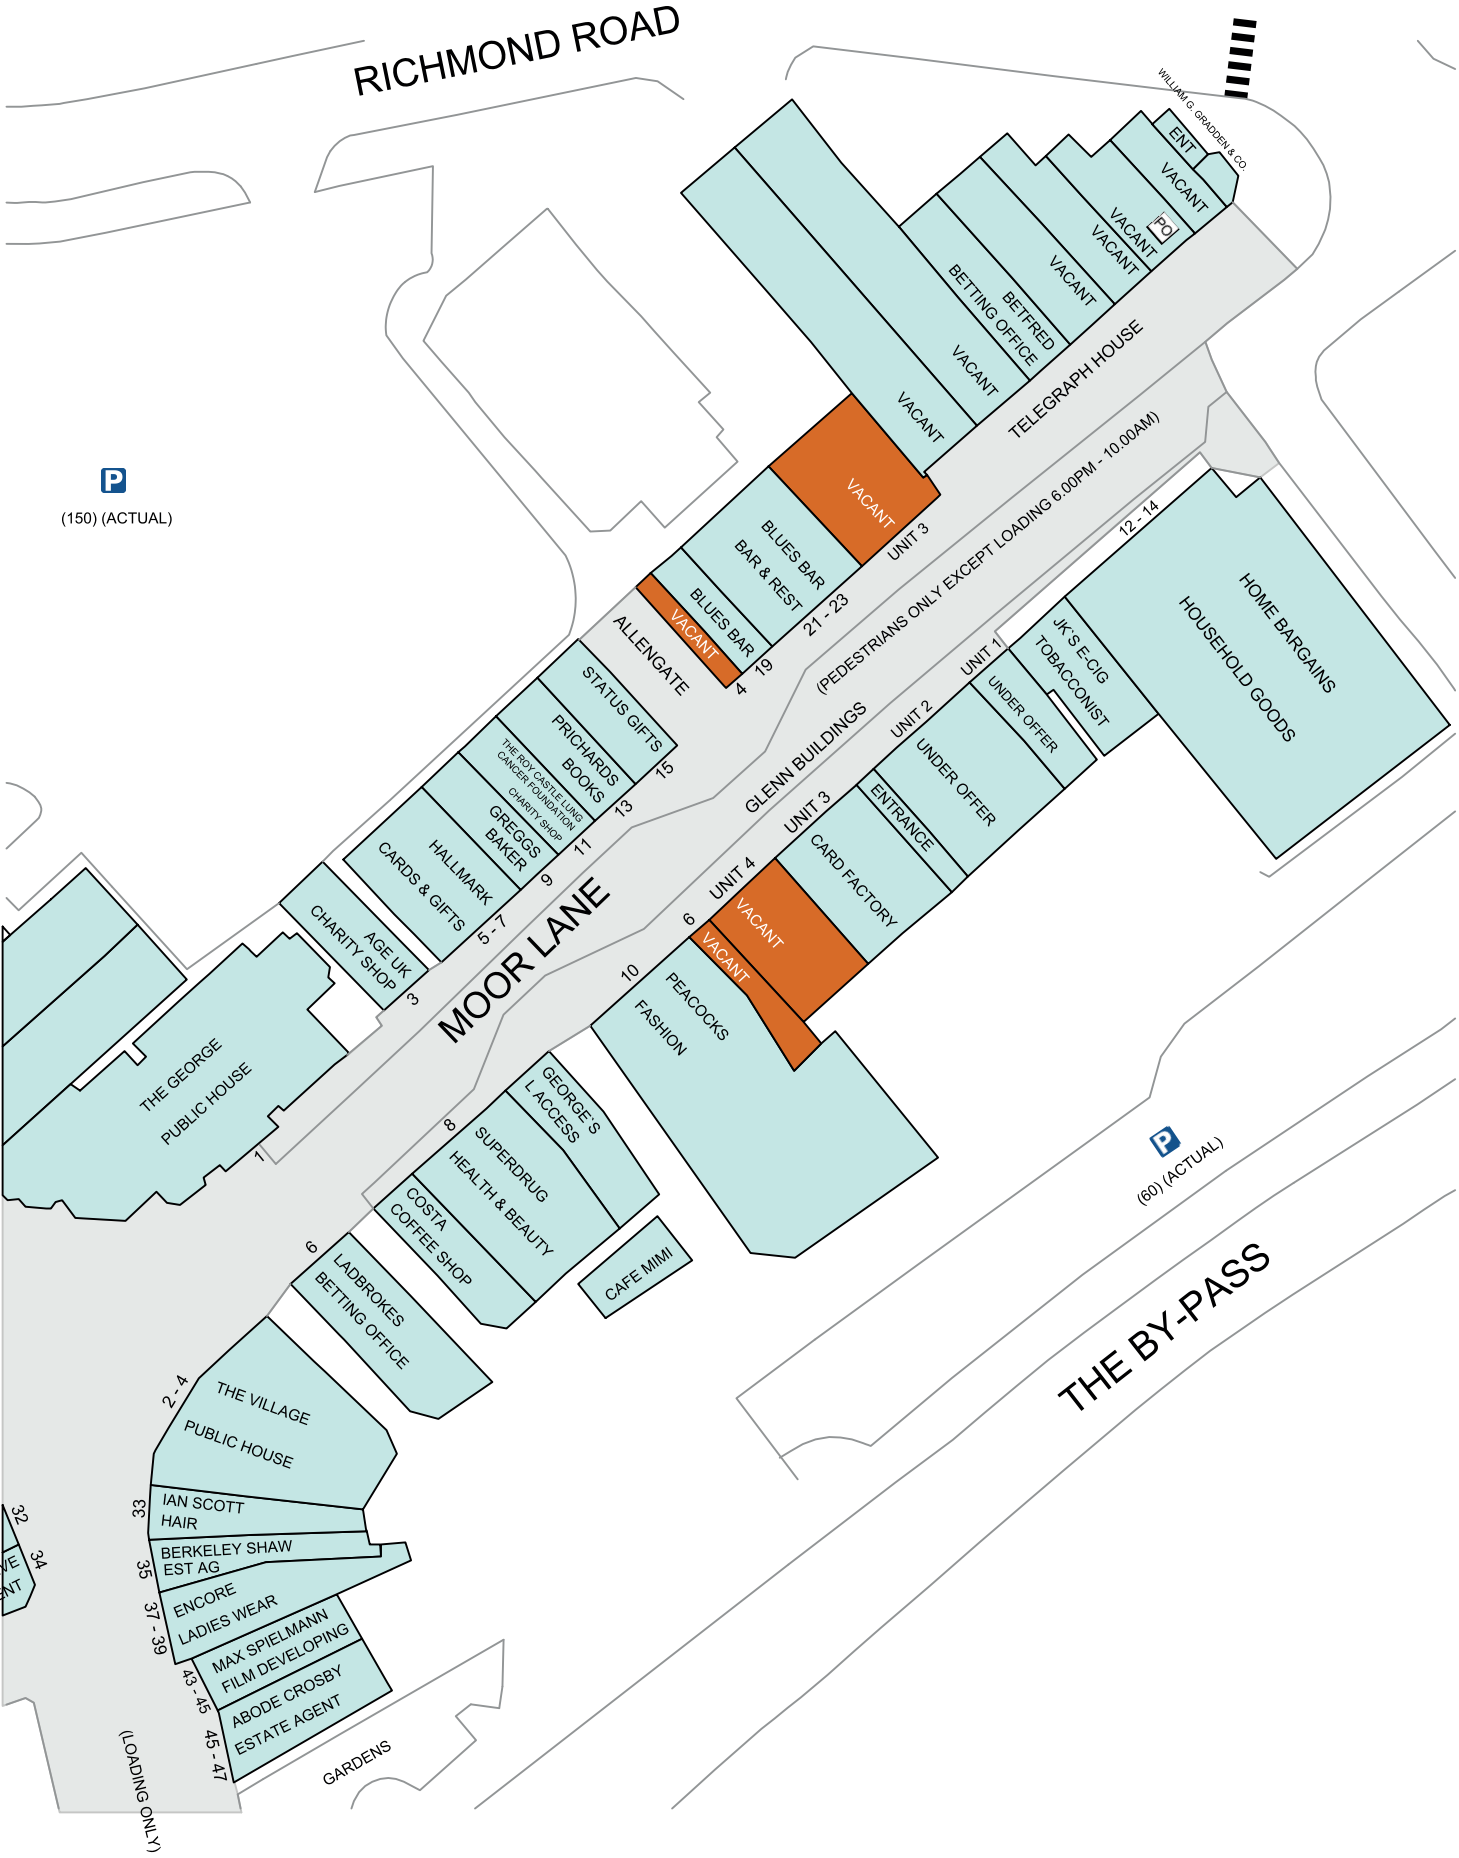 RICHMOND ROAD
WILLIAM G. GRADDEN & CO.
ENT
VACANT
PO
VACANT
VACANT
VACANT
BETFRED
BETTING OFFICE
VACANT
VACANT
TELEGRAPH HOUSE
VACANT
UNIT 3
(PEDESTRIANS ONLY EXCEPT LOADING 6.00PM - 10.00AM)
BLUES BAR
BAR & REST
21 - 23
BLUES BAR
19
VACANT
4
ALLENGATE
P
(150) (ACTUAL)
12 - 14
HOME BARGAINS
HOUSEHOLD GOODS
JK'S E-CIG
TOBACCONIST
UNIT 1
UNDER OFFER
UNIT 2
UNDER OFFER
ENTRANCE
GLENN BUILDINGS
UNIT 3
CARD FACTORY
UNIT 4
VACANT
6
VACANT
10
PEACOCKS
FASHION
STATUS GIFTS
15
PRICHARDS
BOOKS
13
THE ROY CASTLE LUNG
CANCER FOUNDATION
CHARITY SHOP
11
GREGGS
BAKER
9
HALLMARK
CARDS & GIFTS
5 - 7
AGE UK
CHARITY SHOP
3
MOOR LANE
THE GEORGE
PUBLIC HOUSE
1
GEORGE'S
L ACCESS
8
SUPERDRUG
HEALTH & BEAUTY
COSTA
COFFEE SHOP
CAFE MIMI
6
LADBROKES
BETTING OFFICE
P
(60) (ACTUAL)
THE BY-PASS
2 - 4
THE VILLAGE
PUBLIC HOUSE
33
IAN SCOTT
HAIR
35
BERKELEY SHAW
EST AG
37 - 39
ENCORE
LADIES WEAR
43 - 45
MAX SPIELMANN
FILM DEVELOPING
45 - 47
ABODE CROSBY
ESTATE AGENT
32
34
VE
ENT
GARDENS
(LOADING ONLY)